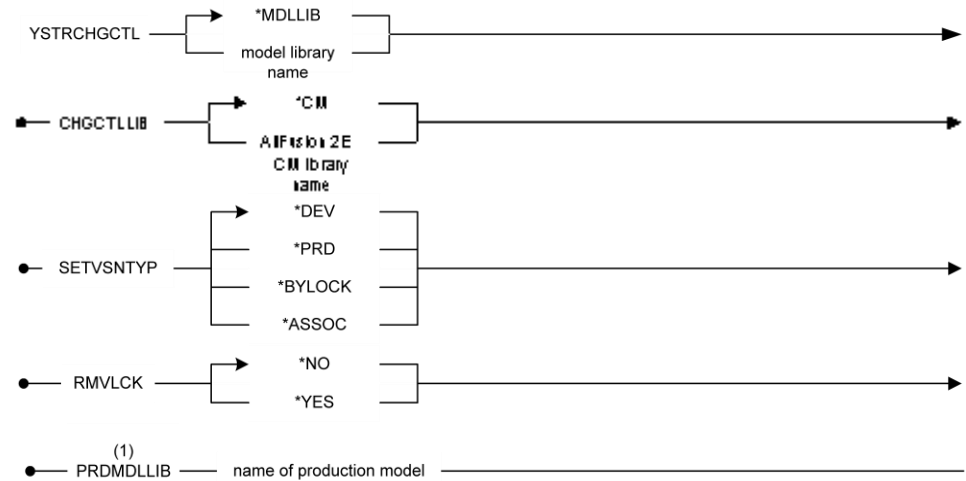 YSTRCHGCTL
*MDLLIB
model library
name
CHGCTLLIB
*CM
AllFusion 2E
CM library
name
SETVSNTYP
*DEV
*PRD
*BYLOCK
*ASSOC
RMVLCK
*NO
*YES
(1)
PRDMDLLIB name of production model